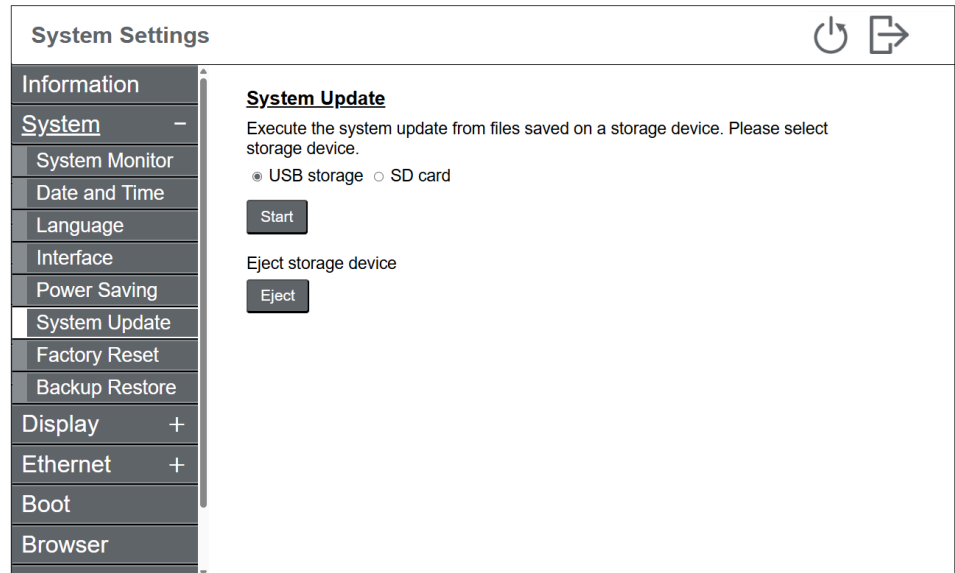 System Settings
Information
System −
System Monitor
Date and Time
Language
Interface
Power Saving
System Update
Factory Reset
Backup Restore
Display +
Ethernet +
Boot
Browser
System Update
Execute the system update from files saved on a storage device. Please select
storage device.
USB storage SD card
Start
Eject storage device
Eject